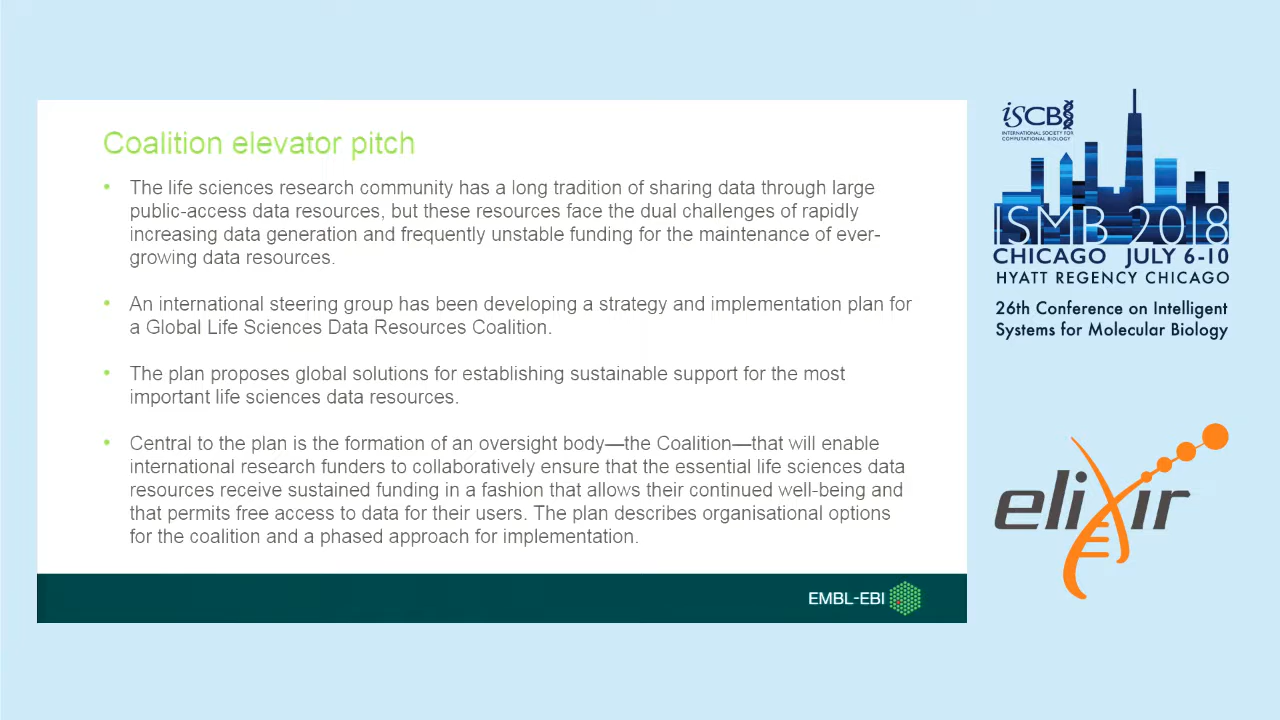 Coalition elevator pitch
• The life sciences research community has a long tradition of sharing data through large
public-access data resources, but these resources face the dual challenges of rapidly
increasing data generation and frequently unstable funding for the maintenance of ever-
growing data resources.
• An international steering group has been developing a strategy and implementation plan for
a Global Life Sciences Data Resources Coalition.
• The plan proposes global solutions for establishing sustainable support for the most
important life sciences data resources.
• Central to the plan is the formation of an oversight body—the Coalition—that will enable
international research funders to collaboratively ensure that the essential life sciences data
resources receive sustained funding in a fashion that allows their continued well-being and
that permits free access to data for their users. The plan describes organisational options
for the coalition and a phased approach for implementation.
EMBL-EBI
iSCB
INTERNATIONAL SOCIETY FOR
COMPUTATIONAL BIOLOGY
ISMB 2018
CHICAGO JULY 6-10
HYATT REGENCY CHICAGO
26th Conference on Intelligent
Systems for Molecular Biology
elixir